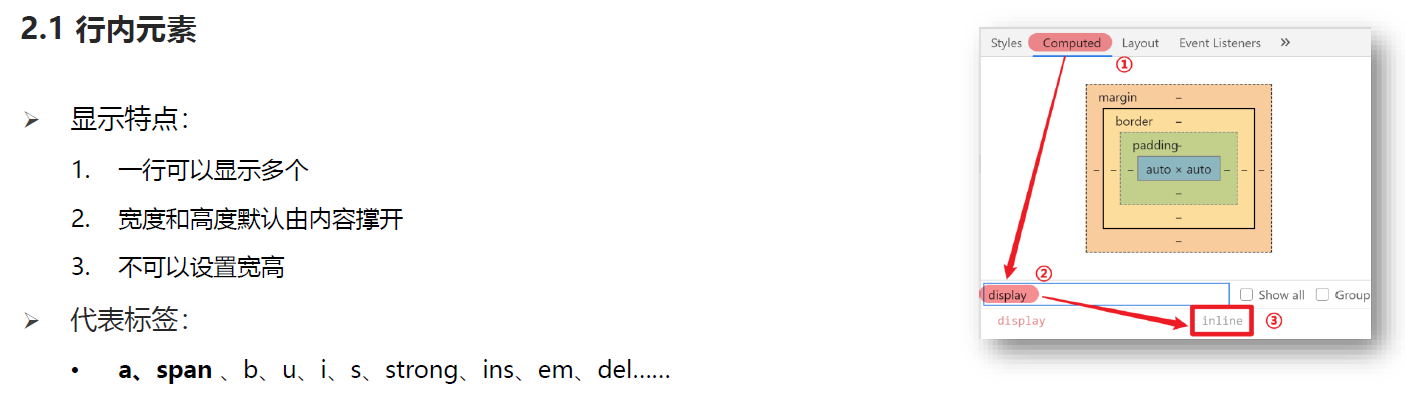 2.1 行内元素
➢ 显示特点：
1. 一行可以显示多个
2. 宽度和高度默认由内容撑开
3. 不可以设置宽高
➢ 代表标签：
• a、span 、b、u、i、s、strong、ins、em、del……
Styles Computed Layout Event Listeners »
①
margin –
border –
padding-
– – – auto × auto – – –
–
–
–
②
display Show all Group
display inline ③